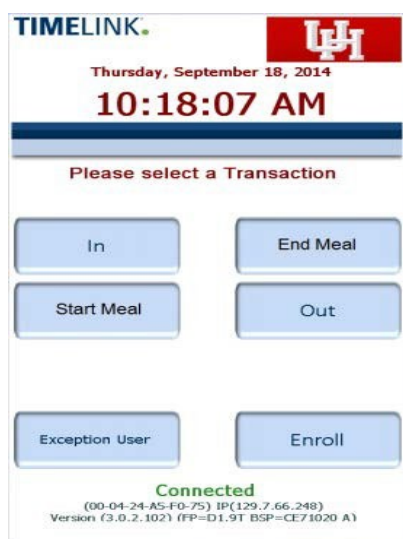 TIMELINK.
UH
Thursday, September 18, 2014
10:18:07 AM
Please select a Transaction
In
End Meal
Start Meal
Out
Exception User
Enroll
Connected
(00-04-24-A5-F0-75) IP(129.7.66.248)
Version (3.0.2.102) (FP=D1.9T BSP=CE71020 A)